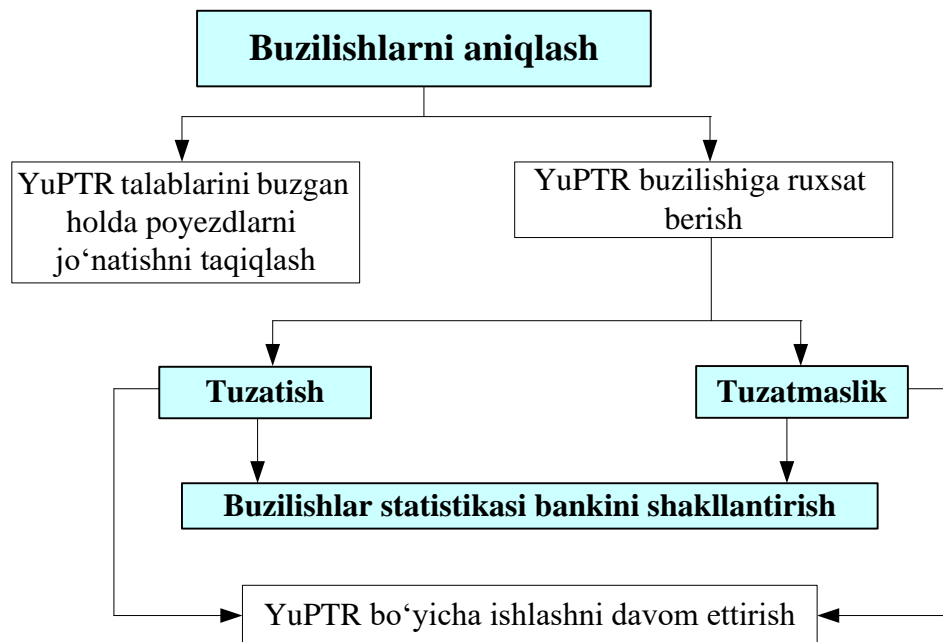 Buzilishlarni aniqlash
YuPTR talablarini buzgan
holda poyezdlarni
jo‘natishni taqiqlash
YuPTR buzilishiga ruxsat
berish
Tuzatish
Tuzatmaslik
Buzilishlar statistikasi bankini shakllantirish
YuPTR bo‘yicha ishlashni davom ettirish